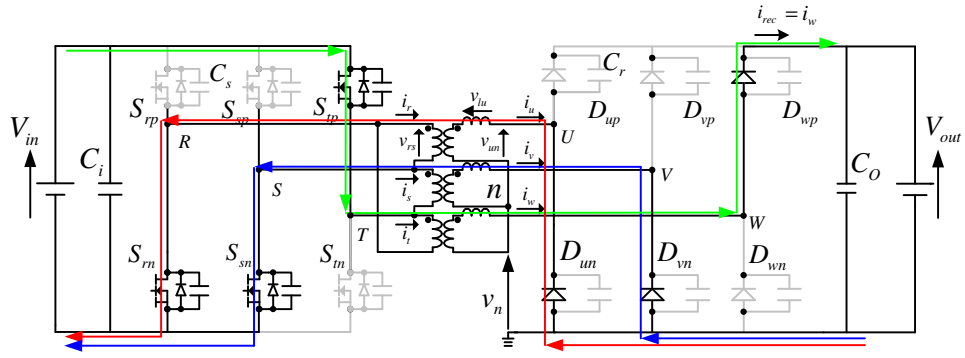 i_rec = i_w
C_s
C_r
S_rp
S_sp
S_tp
i_r
v_lu
i_u
D_up
D_vp
D_wp
V_in
C_i
R
v_rs
v_un
U
i_v
V_out
C_O
S
i_s
n
i_w
V
T
i_t
W
S_rn
S_sn
S_tn
D_un
D_vn
D_wn
v_n